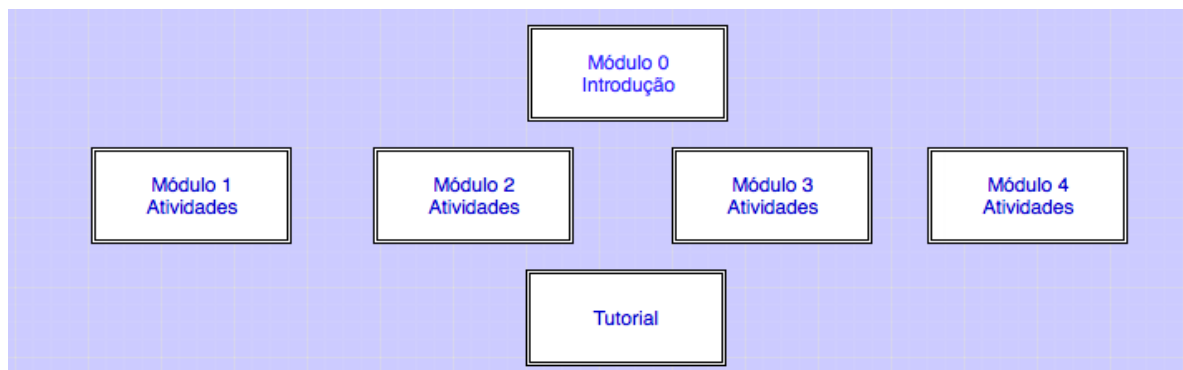 Módulo 0
Introdução
Módulo 1
Atividades
Módulo 2
Atividades
Módulo 3
Atividades
Módulo 4
Atividades
Tutorial